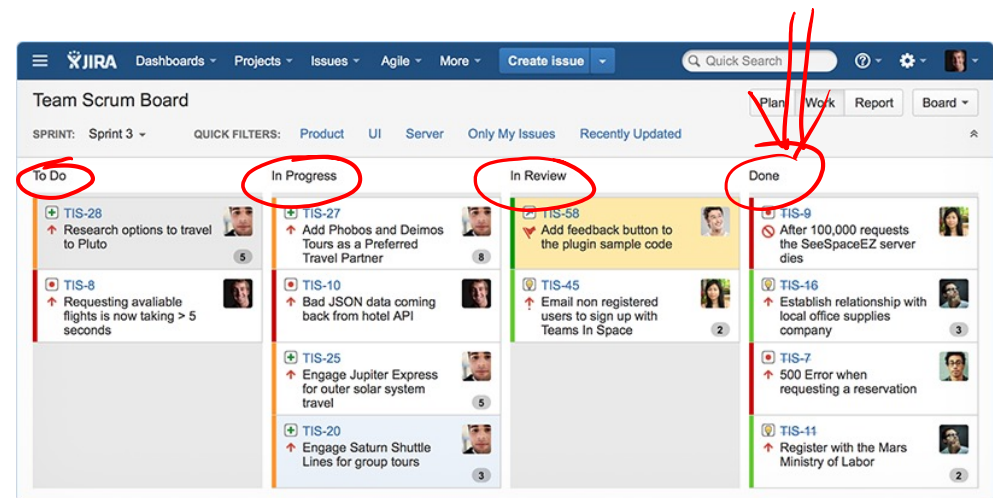 JIRA Dashboards Projects Issues Agile More Create issue Quick Search
Team Scrum Board
Plan Work Report Board
SPRINT: Sprint 3 QUICK FILTERS: Product UI Server Only My Issues Recently Updated
To Do
TIS-28
Research options to travel
to Pluto
5
TIS-8
Requesting avaliable
flights is now taking > 5
seconds
In Progress
TIS-27
Add Phobos and Deimos
Tours as a Preferred
Travel Partner
8
TIS-10
Bad JSON data coming
back from hotel API
TIS-25
Engage Jupiter Express
for outer solar system
travel
5
TIS-20
Engage Saturn Shuttle
Lines for group tours
3
In Review
TIS-58
Add feedback button to
the plugin sample code
TIS-45
Email non registered
users to sign up with
Teams In Space
2
Done
TIS-9
After 100,000 requests
the SeeSpaceEZ server
dies
TIS-16
Establish relationship with
local office supplies
company
3
TIS-7
500 Error when
requesting a reservation
TIS-11
Register with the Mars
Ministry of Labor
2